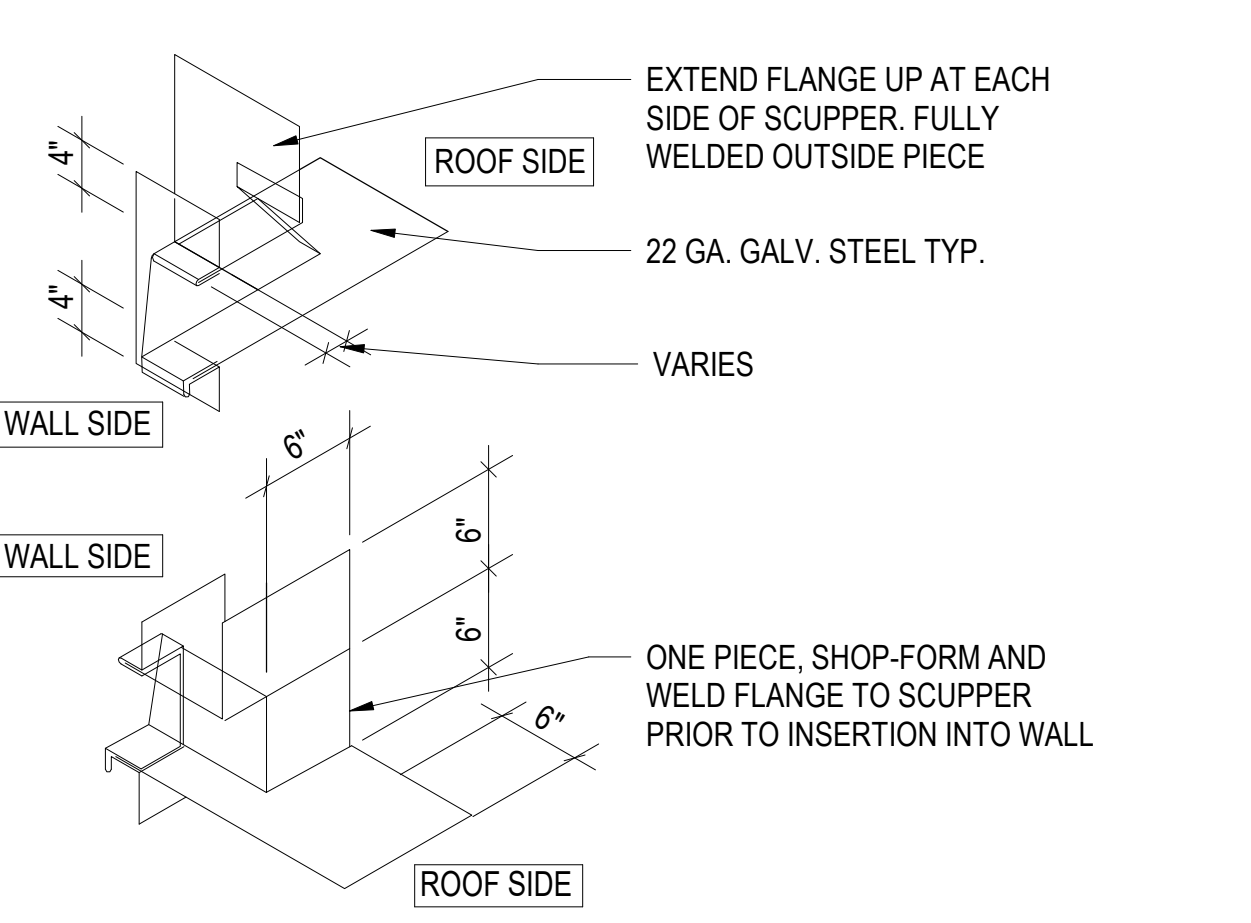 EXTEND FLANGE UP AT EACH
SIDE OF SCUPPER. FULLY
WELDED OUTSIDE PIECE
ROOF SIDE
4"
22 GA. GALV. STEEL TYP.
4"
VARIES
WALL SIDE
6"
6"
WALL SIDE
6"
ONE PIECE, SHOP-FORM AND
WELD FLANGE TO SCUPPER
PRIOR TO INSERTION INTO WALL
6"
ROOF SIDE